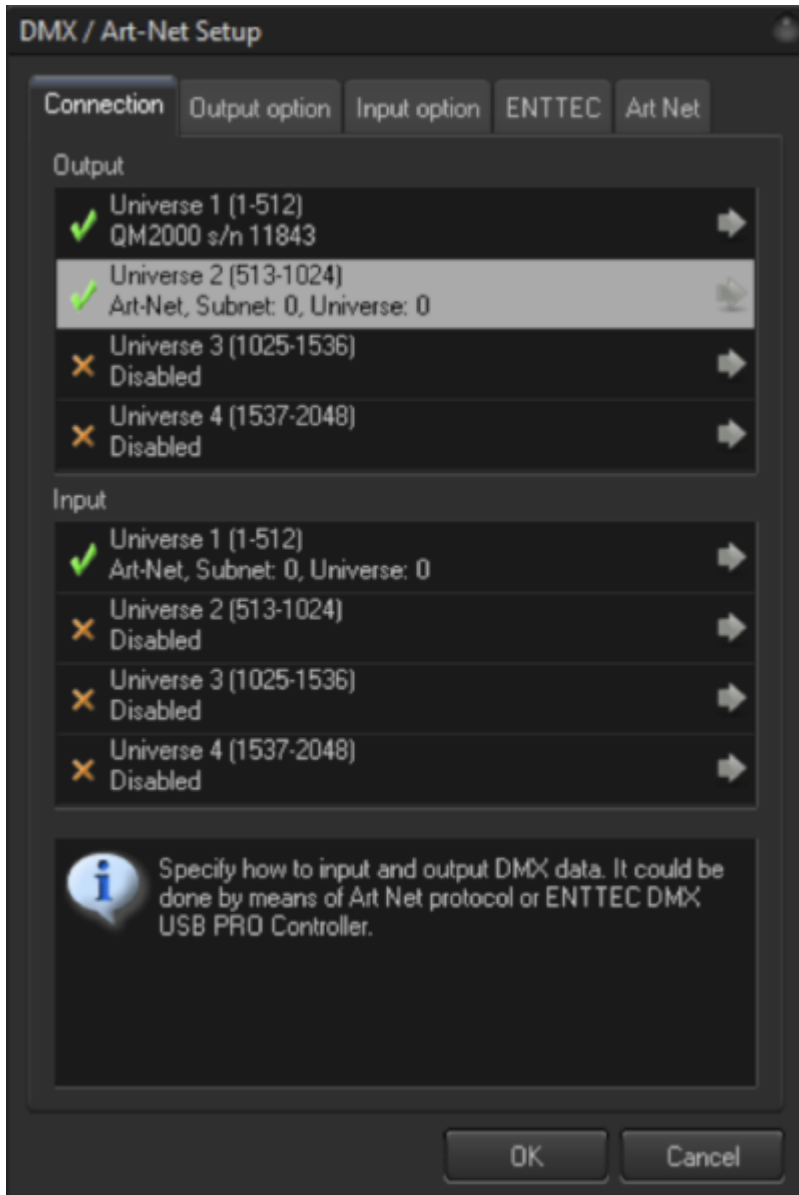 DMX / Art-Net Setup
Connection
Output option
Input option
ENTTEC
Art Net
Output
Universe 1 (1-512)
QM2000 s/n 11843
Universe 2 (513-1024)
Art-Net, Subnet: 0, Universe: 0
Universe 3 (1025-1536)
Disabled
Universe 4 (1537-2048)
Disabled
Input
Universe 1 (1-512)
Art-Net, Subnet: 0, Universe: 0
Universe 2 (513-1024)
Disabled
Universe 3 (1025-1536)
Disabled
Universe 4 (1537-2048)
Disabled
Specify how to input and output DMX data. It could be
done by means of Art Net protocol or ENTTEC DMX
USB PRO Controller.
OK
Cancel